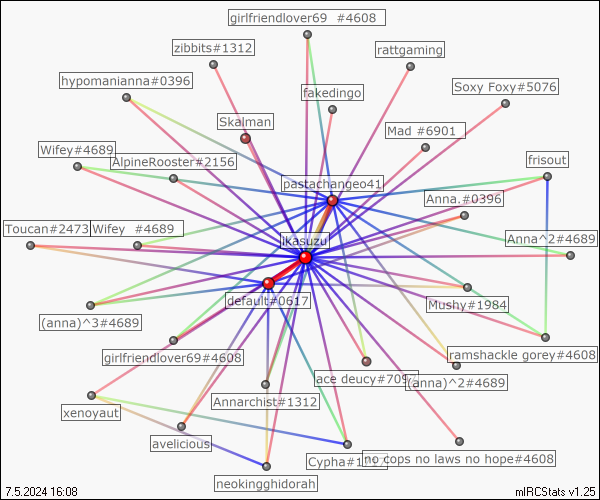 girlfriendlover69 #4608
zibbits#1312
rattgaming
hypomanianna#0396
fakedingo
Soxy Foxy#5076
Skalman
Mad #6901
Wifey#4689
AlpineRooster#2156
frisout
pastachangeo41
Anna.#0396
Toucan#2473
Wifey #4689
Anna^2#4689
iKasuzu
default#0617
Mushy#1984
(anna)^3#4689
girlfriendlover69#4608
ramshackle gorey#4608
ace deucy#7097
(anna)^2#4689
xenoyaut
Annarchist#1312
avelicious
no cops no laws no hope#4608
neokingghidorah
7.5.2024 16:08
mIRCStats v1.25